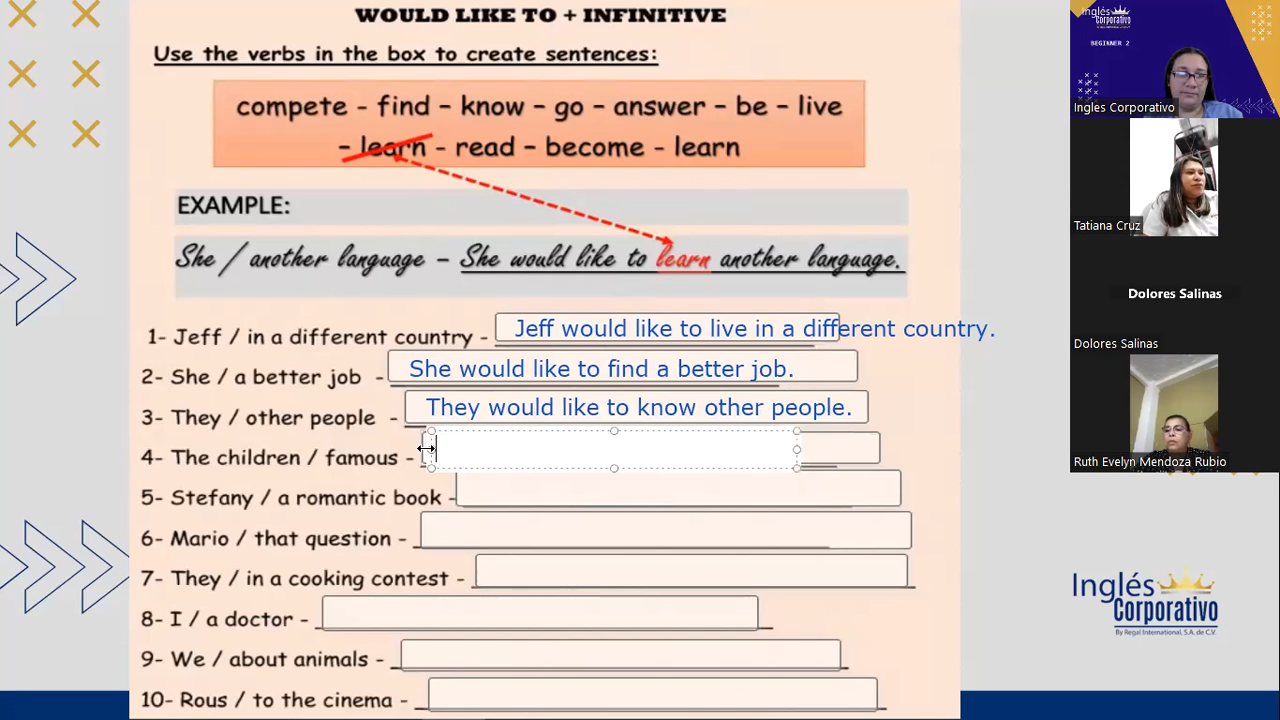 WOULD LIKE TO + INFINITIVE
Use the verbs in the box to create sentences:
compete - find – know – go – answer – be – live
– learn - read – become - learn
EXAMPLE:
She / another language – She would like to learn another language.
1- Jeff / in a different country - Jeff would like to live in a different country.
2- She / a better job - She would like to find a better job.
3- They / other people - They would like to know other people.
4- The children / famous -
5- Stefany / a romantic book -
6- Mario / that question -
7- They / in a cooking contest -
8- I / a doctor -
9- We / about animals -
10- Rous / to the cinema -
Inglés
Corporativo
BEGINNER 2
Ingles Corporativo
Tatiana Cruz
Dolores Salinas
Dolores Salinas
Ruth Evelyn Mendoza Rubio
Inglés
Corporativo
By Regal International, S.A. de C.V.